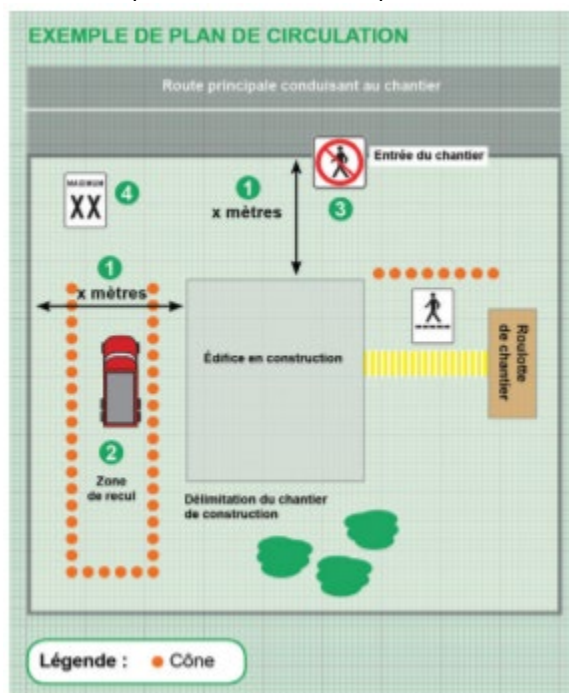 EXEMPLE DE PLAN DE CIRCULATION
Route principale conduisant au chantier
Entrée du chantier
MAXIMUM
XX
4
1
x mètres
3
1
x mètres
Édifice en construction
Roulotte
de chantier
2
Zone
de recul
Délimitation du chantier
de construction
Légende : Cône